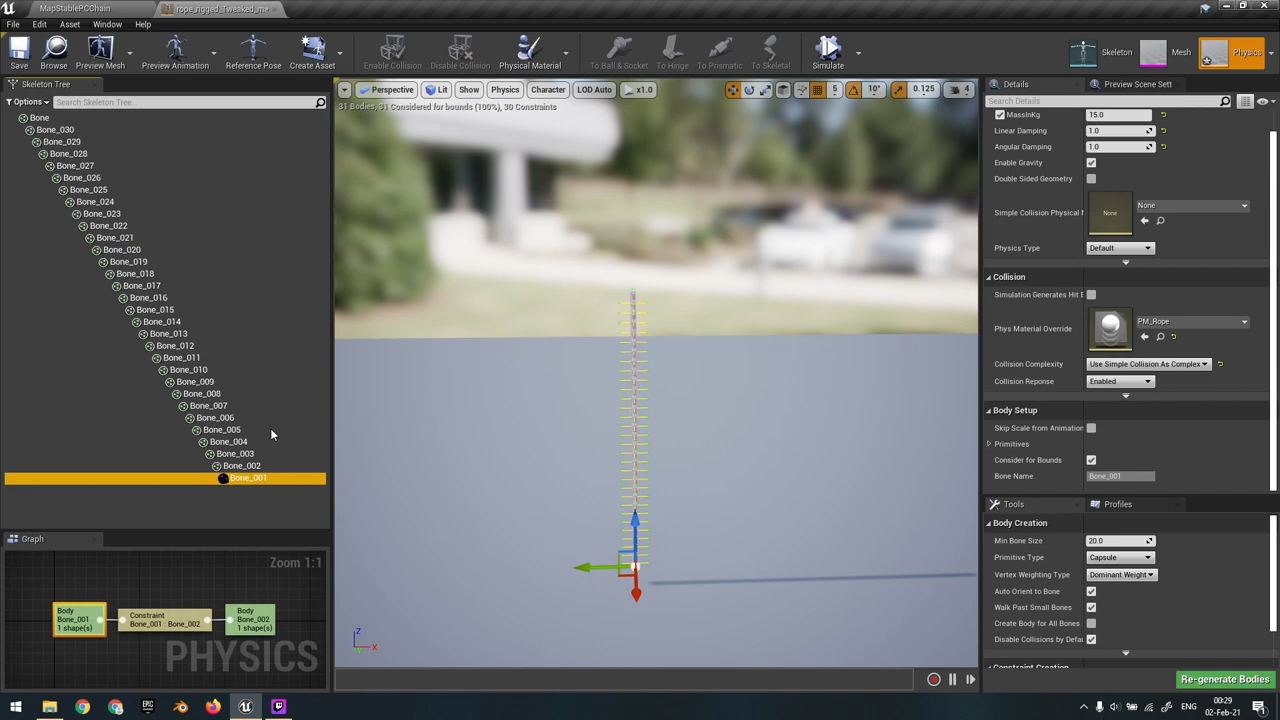 MapStablePCChain
rope_rigged_Tweaked_m
File Edit Asset Window Help
Save
Browse
Preview Mesh
Preview Animation
Reference Pose
Create Asset
Enable Collision
Disable Collision
Physical Material
To Ball & Socket
To Hinge
To Prismatic
To Skeletal
Simulate
Skeleton
Mesh
Physics
Skeleton Tree
Options
Search Skeleton Tree...
Bone
Bone_030
Bone_029
Bone_028
Bone_027
Bone_026
Bone_025
Bone_024
Bone_023
Bone_022
Bone_021
Bone_020
Bone_019
Bone_018
Bone_017
Bone_016
Bone_015
Bone_014
Bone_013
Bone_012
Bone_011
Bone_010
Bone_009
Bone_008
Bone_007
Bone_006
Bone_005
Bone_004
Bone_003
Bone_002
Bone_001
Graph
Zoom 1:1
Body
Bone_001
1 shape(s)
Constraint
Bone_001 : Bone_002
Body
Bone_002
1 shape(s)
PHYSICS
Perspective Lit Show Physics Character LOD Auto x1.0
5 10° 0.125 4
31 Bodies, 31 Considered for bounds (100%), 30 Constraints
Z
X
Details
Preview Scene Sett
Search Details
MassInKg 15.0
Linear Damping 1.0
Angular Damping 1.0
Enable Gravity
Double Sided Geometry
Simple Collision Physical M None None
Physics Type Default
Collision
Simulation Generates Hit E
Phys Material Override PM_Rope
Collision Complexity Use Simple Collision As Complex
Collision Reponse Enabled
Body Setup
Skip Scale from Animation
Primitives
Consider for Bounds
Bone Name Bone_001
Tools
Profiles
Body Creation
Min Bone Size 20.0
Primitive Type Capsule
Vertex Weighting Type Dominant Weight
Auto Orient to Bone
Walk Past Small Bones
Create Body for All Bones
Disable Collisions by Defau
Constraint Creation
Re-generate Bodies
EPIC
ENG
00:29
02-Feb-21